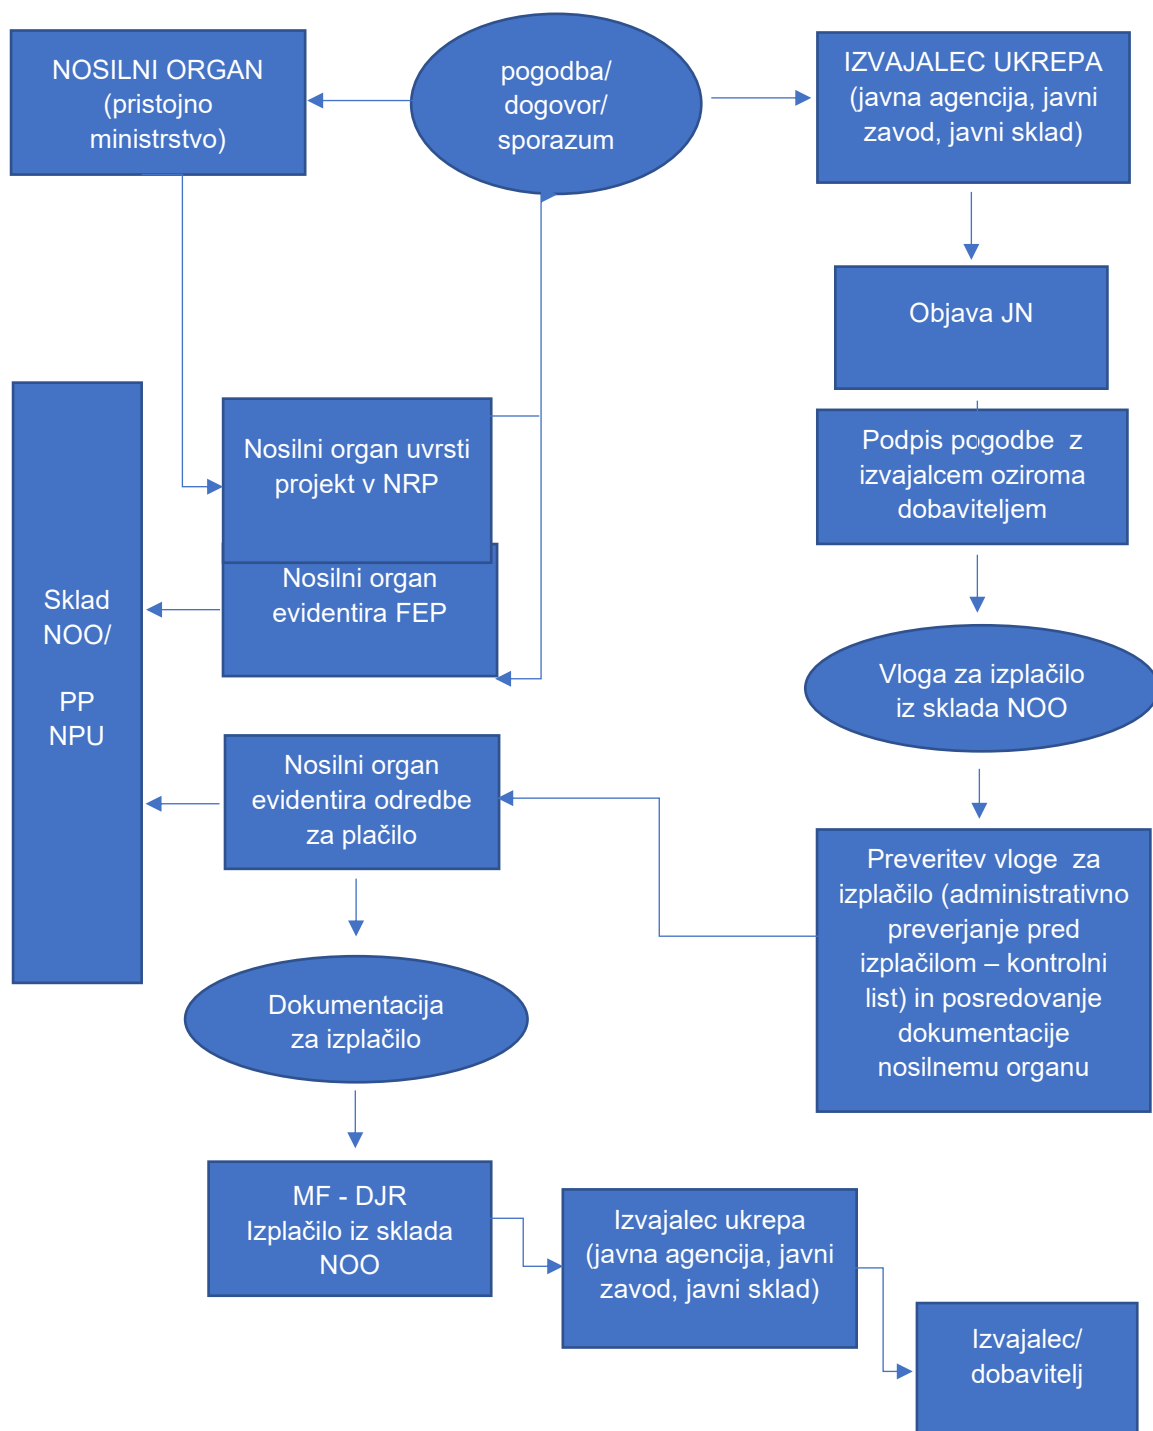 NOSILNI ORGAN
(pristojno
ministrstvo)
pogodba/
dogovor/
sporazum
IZVAJALEC UKREPA
(javna agencija, javni
zavod, javni sklad)
Objava JN
Podpis pogodbe z
izvajalcem oziroma
dobaviteljem
Nosilni organ uvrsti
projekt v NRP
Nosilni organ
evidentira FEP
Sklad
NOO/
PP
NPU
Vloga za izplačilo
iz sklada NOO
Nosilni organ
evidentira odredbe
za plačilo
Preveritev vloge za
izplačilo (administrativno
preverjanje pred
izplačilom – kontrolni
list) in posredovanje
dokumentacije
nosilnemu organu
Dokumentacija
za izplačilo
MF - DJR
Izplačilo iz sklada
NOO
Izvajalec ukrepa
(javna agencija, javni
zavod, javni sklad)
Izvajalec/
dobavitelj